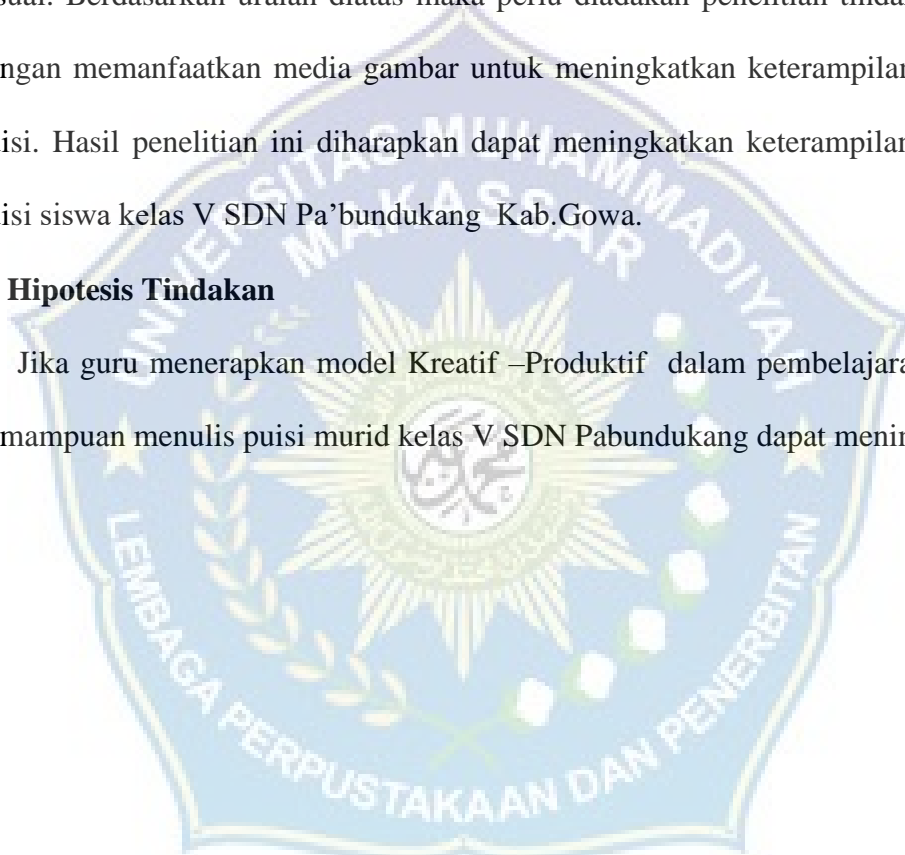 suai. Berdasarkan uraian diatas maka perlu diadakan penelitian tindak
ngan memanfaatkan media gambar untuk meningkatkan keterampilan
isi. Hasil penelitian ini diharapkan dapat meningkatkan keterampilan
isi siswa kelas V SDN Pa’bundukang Kab.Gowa.
Hipotesis Tindakan
Jika guru menerapkan model Kreatif –Produktif dalam pembelajara
mampuan menulis puisi murid kelas V SDN Pabundukang dapat menin
UNIVERSITAS MUHAMMADIYAH
MAKASSAR
LEMBAGA PERPUSTAKAAN DAN PENERBITAN